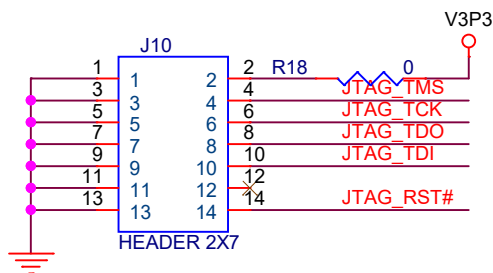 V3P3
J10
1 1 2 2 R18 0
3 3 4 4 JTAG_TMS
5 5 6 6 JTAG_TCK
7 7 8 8 JTAG_TDO
9 9 10 10 JTAG_TDI
11 11 12 12
13 13 14 14 JTAG_RST#
HEADER 2X7